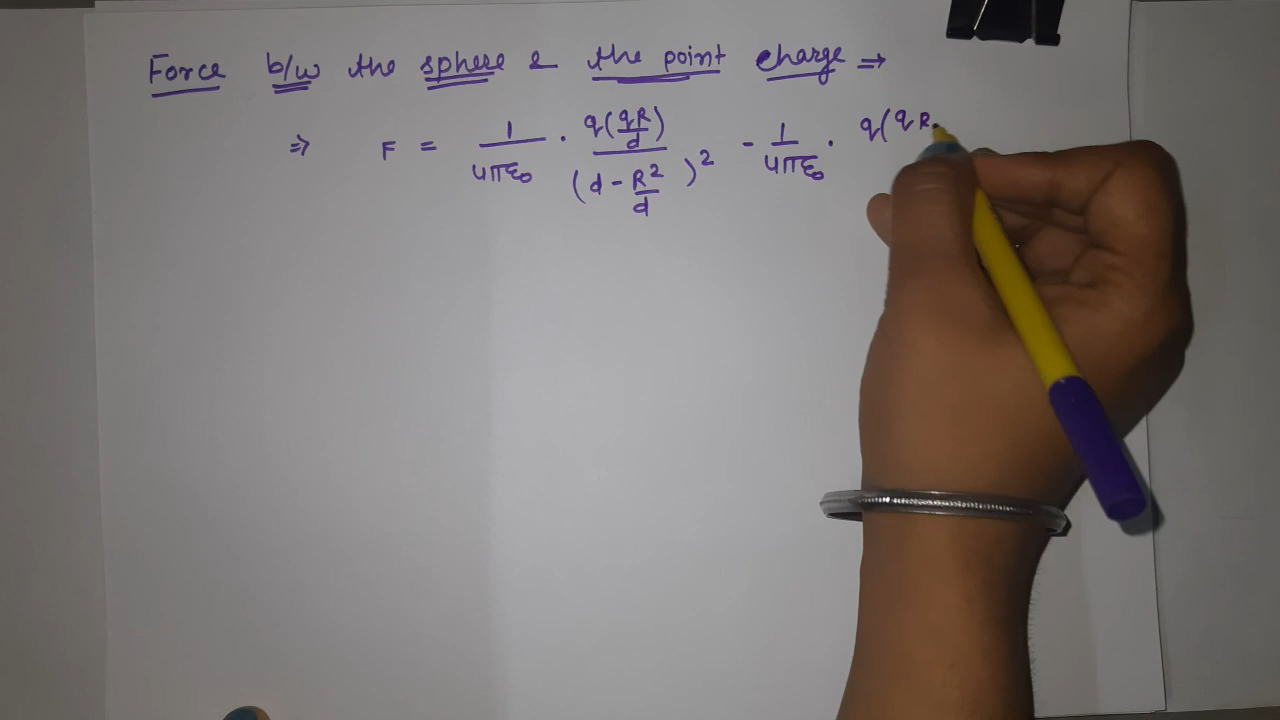 Force b/w the sphere & the point charge ⇒
⇒ F = 1/4πε₀ · q(qR/d)/(d - R²/d)² - 1/4πε₀ · q(qR